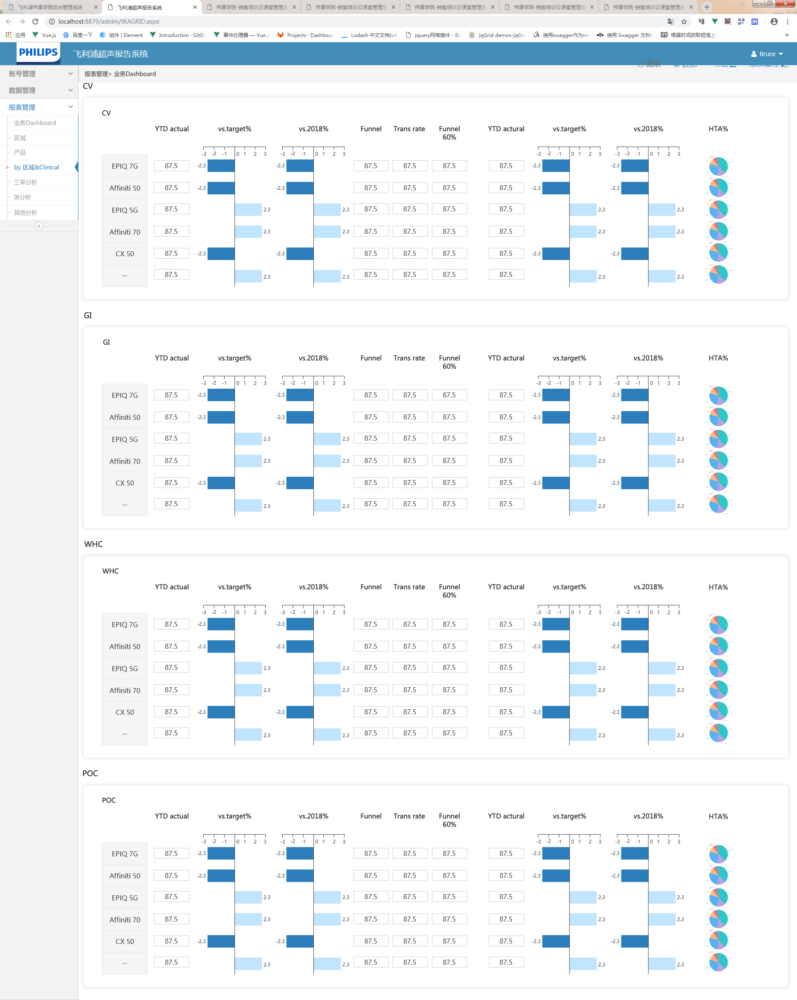 飞利浦伟康学院后台管理系统
飞利浦超声报告系统
伟康学院-销售培训云课堂管理系
伟康学院-销售培训云课堂管理系
伟康学院-销售培训云课堂管理系
伟康学院-销售培训云课堂管理系
伟康学院-销售培训云课堂管理系
localhost:8879/adnim/tKAGRID.aspx
应用 Vue.js 百度一下 组件 | Element Introduction · GitBo 事件处理器 — Vue.js Projects · Dashboar Lodash 中文文档(v4. jquery网格插件 - Bo jqGrid demos-jqGri 使用swagger作为res 使用 Swagger 文档化 根据时间获取短信上
PHILIPS 飞利浦超声报告系统 Bruce
图表 数据 导出 添加备注
账号管理
数据管理
报表管理
业务Dashboard
区域
产品
by 区域&Clinical
三率分析
IB分析
其他分析
报表管理> 业务Dashboard
CV
CV
YTD actual vs.target% vs.2018% Funnel Trans rate Funnel 60% YTD actural vs.target% vs.2018% HTA%
-3 -2 -1 0 1 2 3 -3 -2 -1 0 1 2 3 -3 -2 -1 0 1 2 3 -3 -2 -1 0 1 2 3
EPIQ 7G 87.5 -2.3 -2.3 87.5 87.5 87.5 87.5 -2.3 -2.3
Affiniti 50 87.5 -2.3 -2.3 87.5 87.5 87.5 87.5 -2.3 -2.3
EPIQ 5G 87.5 2.3 2.3 87.5 87.5 87.5 87.5 2.3 2.3
Affiniti 70 87.5 2.3 2.3 87.5 87.5 87.5 87.5 2.3 2.3
CX 50 87.5 -2.3 -2.3 87.5 87.5 87.5 87.5 -2.3 -2.3
... 87.5 2.3 2.3 87.5 87.5 87.5 87.5 2.3 2.3
GI
GI
YTD actual vs.target% vs.2018% Funnel Trans rate Funnel 60% YTD actural vs.target% vs.2018% HTA%
-3 -2 -1 0 1 2 3 -3 -2 -1 0 1 2 3 -3 -2 -1 0 1 2 3 -3 -2 -1 0 1 2 3
EPIQ 7G 87.5 -2.3 -2.3 87.5 87.5 87.5 87.5 -2.3 -2.3
Affiniti 50 87.5 -2.3 -2.3 87.5 87.5 87.5 87.5 -2.3 -2.3
EPIQ 5G 87.5 2.3 2.3 87.5 87.5 87.5 87.5 2.3 2.3
Affiniti 70 87.5 2.3 2.3 87.5 87.5 87.5 87.5 2.3 2.3
CX 50 87.5 -2.3 -2.3 87.5 87.5 87.5 87.5 -2.3 -2.3
... 87.5 2.3 2.3 87.5 87.5 87.5 87.5 2.3 2.3
WHC
WHC
YTD actual vs.target% vs.2018% Funnel Trans rate Funnel 60% YTD actural vs.target% vs.2018% HTA%
-3 -2 -1 0 1 2 3 -3 -2 -1 0 1 2 3 -3 -2 -1 0 1 2 3 -3 -2 -1 0 1 2 3
EPIQ 7G 87.5 -2.3 -2.3 87.5 87.5 87.5 87.5 -2.3 -2.3
Affiniti 50 87.5 -2.3 -2.3 87.5 87.5 87.5 87.5 -2.3 -2.3
EPIQ 5G 87.5 2.3 2.3 87.5 87.5 87.5 87.5 2.3 2.3
Affiniti 70 87.5 2.3 2.3 87.5 87.5 87.5 87.5 2.3 2.3
CX 50 87.5 -2.3 -2.3 87.5 87.5 87.5 87.5 -2.3 -2.3
... 87.5 2.3 2.3 87.5 87.5 87.5 87.5 2.3 2.3
POC
POC
YTD actual vs.target% vs.2018% Funnel Trans rate Funnel 60% YTD actural vs.target% vs.2018% HTA%
-3 -2 -1 0 1 2 3 -3 -2 -1 0 1 2 3 -3 -2 -1 0 1 2 3 -3 -2 -1 0 1 2 3
EPIQ 7G 87.5 -2.3 -2.3 87.5 87.5 87.5 87.5 -2.3 -2.3
Affiniti 50 87.5 -2.3 -2.3 87.5 87.5 87.5 87.5 -2.3 -2.3
EPIQ 5G 87.5 2.3 2.3 87.5 87.5 87.5 87.5 2.3 2.3
Affiniti 70 87.5 2.3 2.3 87.5 87.5 87.5 87.5 2.3 2.3
CX 50 87.5 -2.3 -2.3 87.5 87.5 87.5 87.5 -2.3 -2.3
... 87.5 2.3 2.3 87.5 87.5 87.5 87.5 2.3 2.3